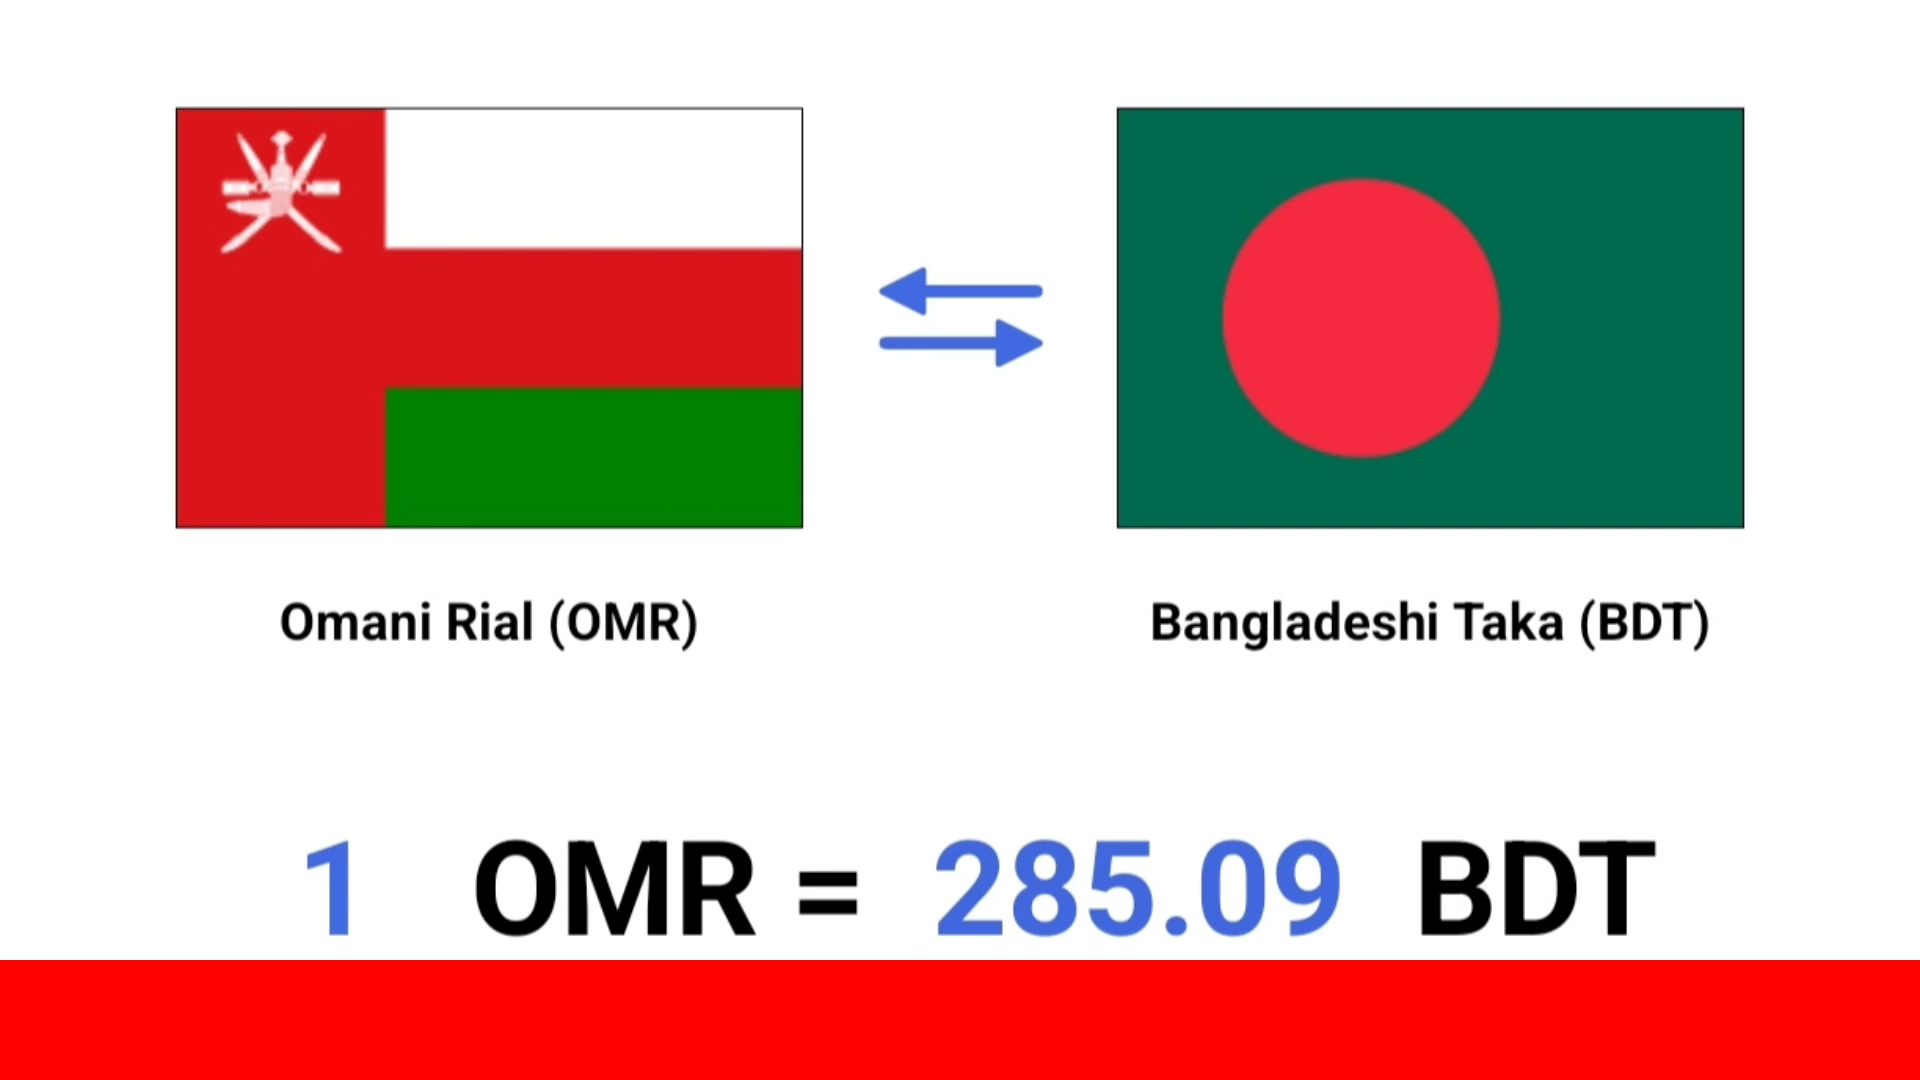 Omani Rial (OMR)
Bangladeshi Taka (BDT)
1 OMR = 285.09 BDT